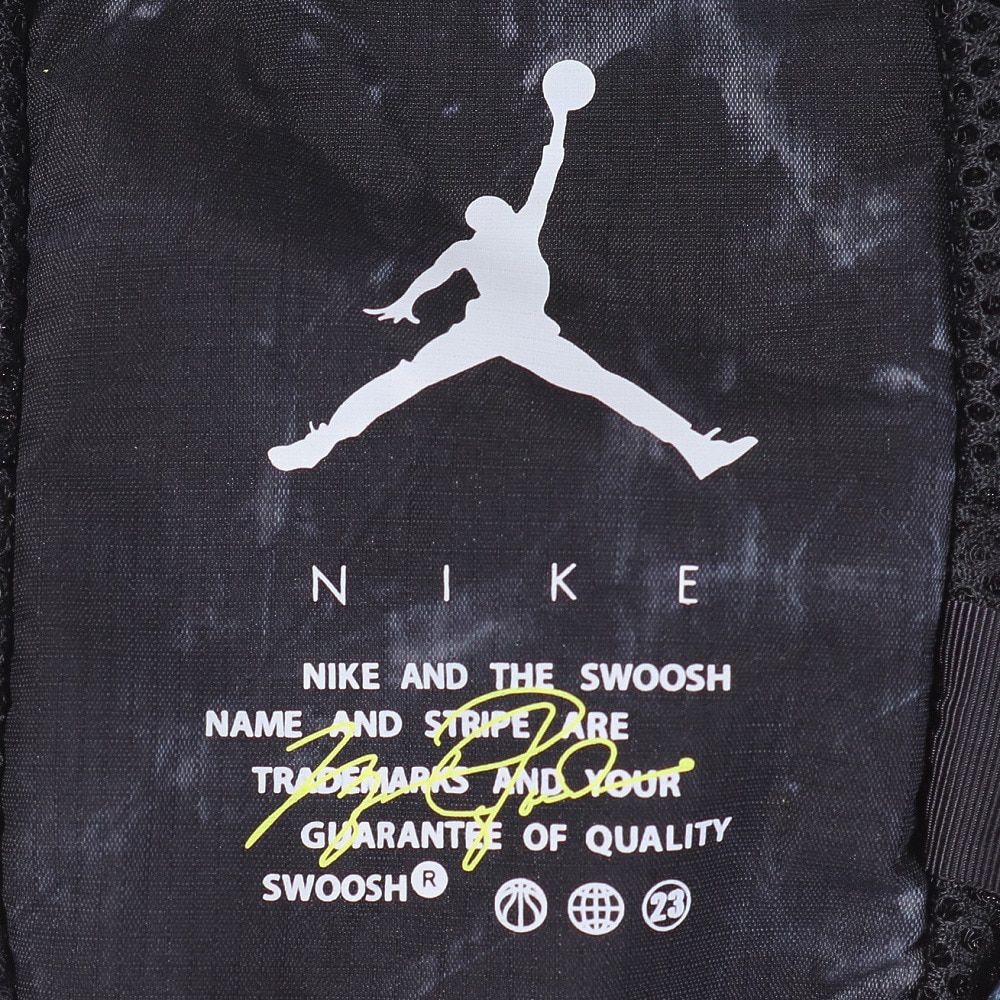 NIKE
NIKE AND THE SWOOSH
NAME AND STRIPE ARE
TRADEMARKS AND YOUR
GUARANTEE OF QUALITY
SWOOSH®
23